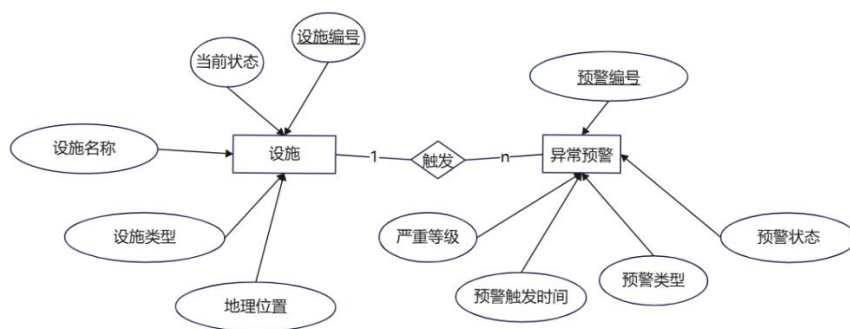 设施编号
当前状态
预警编号
设施名称
设施
1
触发
n
异常预警
设施类型
严重等级
预警状态
地理位置
预警触发时间
预警类型